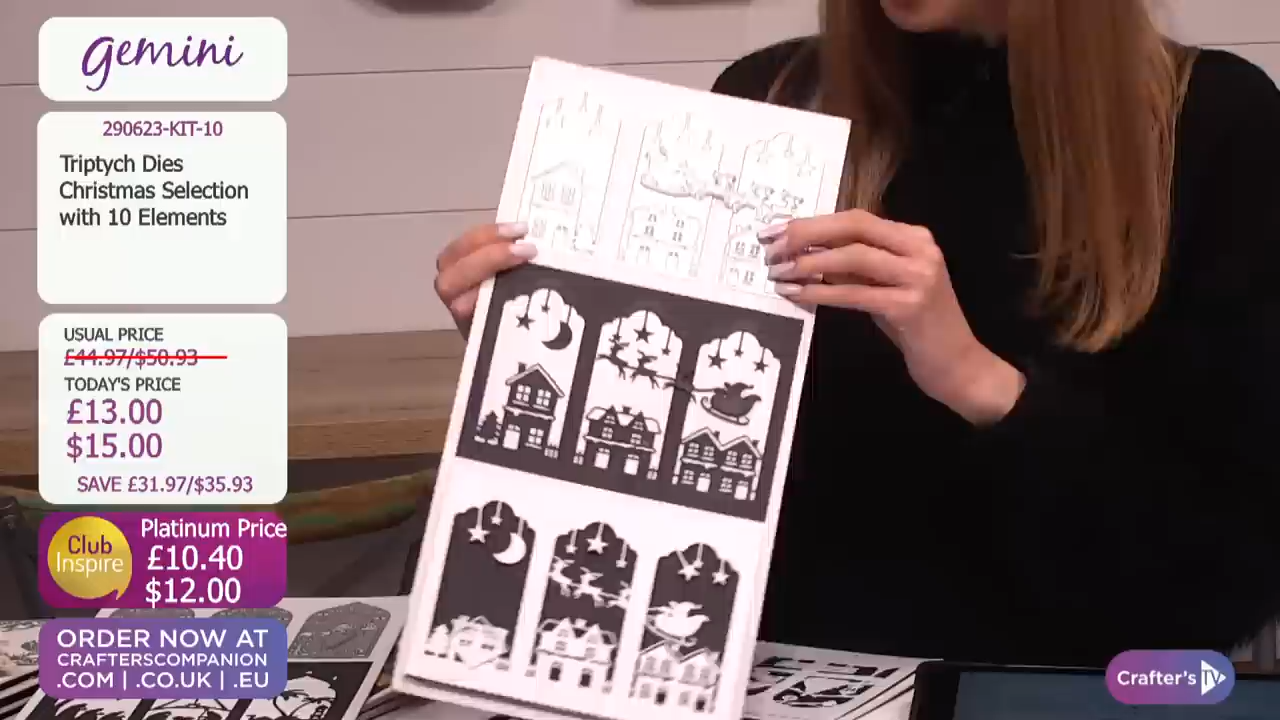 gemini
290623-KIT-10
Triptych Dies
Christmas Selection
with 10 Elements
USUAL PRICE
£44.97/$50.93
TODAY'S PRICE
£13.00
$15.00
SAVE £31.97/$35.93
Club
Inspire
Platinum Price
£10.40
$12.00
ORDER NOW AT
CRAFTERSCOMPANION
.COM | .CO.UK | .EU
Crafter's TV